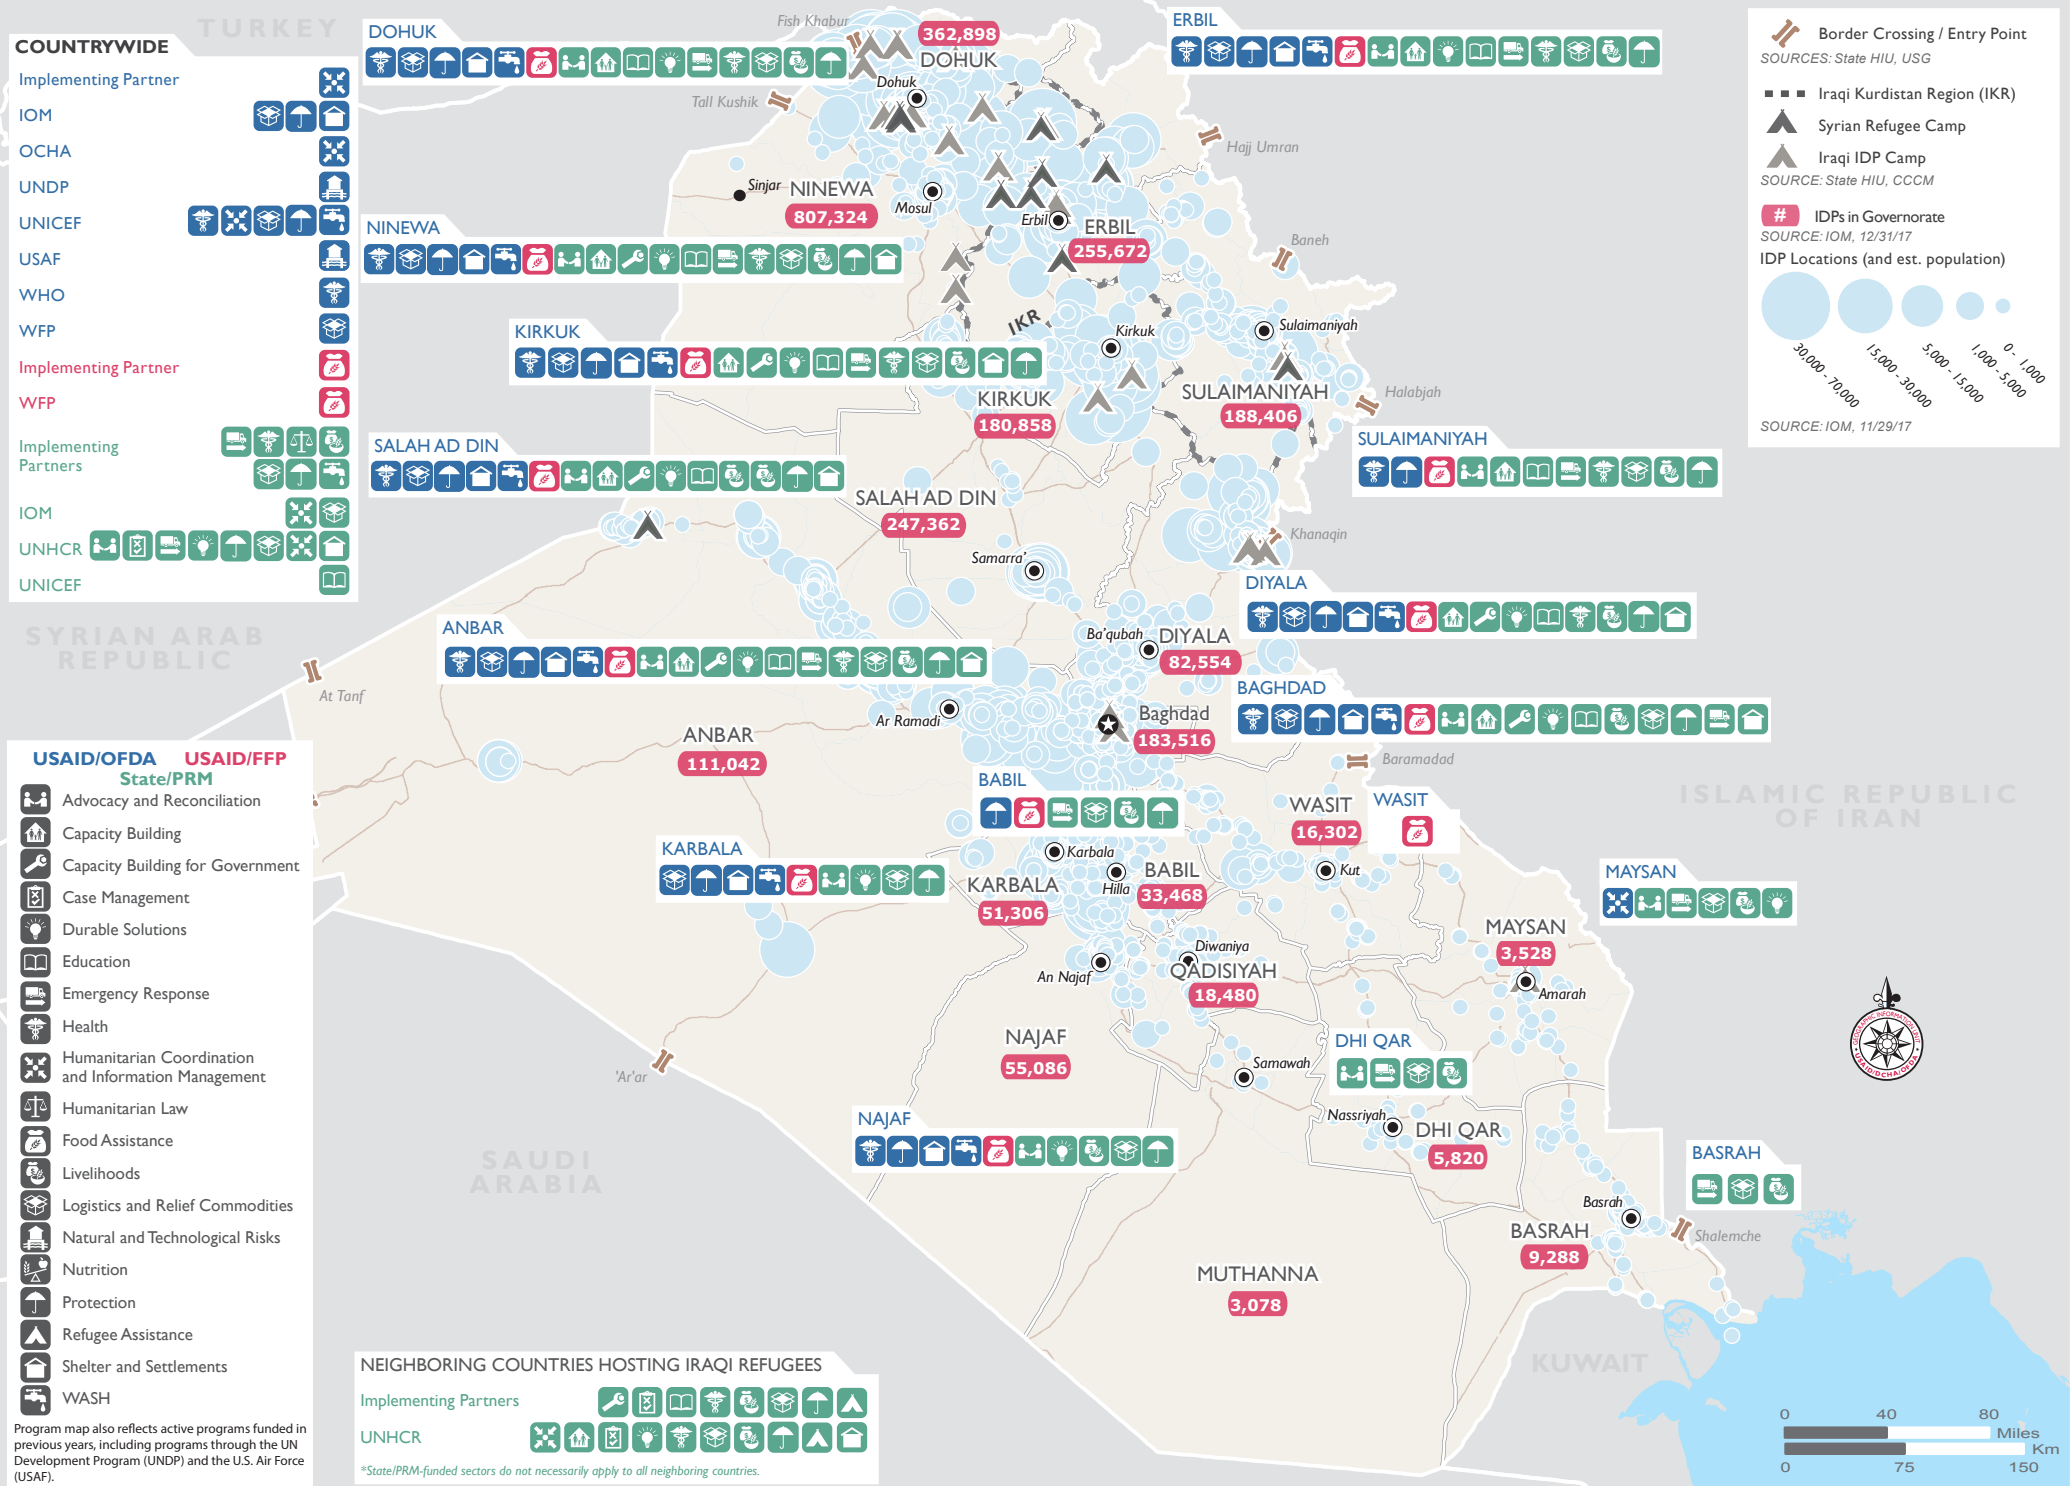 TURKEY
COUNTRYWIDE
Implementing Partner
IOM
OCHA
UNDP
UNICEF
USAF
WHO
WFP
Implementing Partner
WFP
Implementing
Partners
IOM
UNHCR
UNICEF
DOHUK
Fish Khabur
362,898
DOHUK
Dohuk
Tall Kushik
ERBIL
Hajj Umran
Sinjar
NINEWA
807,324
Mosul
NINEWA
Erbil
ERBIL
255,672
Baneh
KIRKUK
IKR
Kirkuk
Sulaimaniyah
KIRKUK
180,858
SULAIMANIYAH
188,406
Halabjah
SULAIMANIYAH
SALAH AD DIN
SALAH AD DIN
247,362
Samarra'
Khanaqin
DIYALA
Ba'qubah
DIYALA
82,554
SYRIAN ARAB
REPUBLIC
At Tanf
ANBAR
Ar Ramadi
ANBAR
111,042
Baghdad
183,516
BAGHDAD
Baramadad
BABIL
WASIT
16,302
WASIT
Kut
KARBALA
Karbala
KARBALA
51,306
Hilla
BABIL
33,468
MAYSAN
MAYSAN
3,528
Amarah
ISLAMIC REPUBLIC
OF IRAN
An Najaf
Diwaniya
QADISIYAH
18,480
NAJAF
55,086
'Ar'ar
Samawah
DHI QAR
Nassriyah
DHI QAR
5,820
NAJAF
SAUDI
ARABIA
BASRAH
Basrah
BASRAH
9,288
Shalemche
MUTHANNA
3,078
KUWAIT
Border Crossing / Entry Point
SOURCES: State HIU, USG
Iraqi Kurdistan Region (IKR)
Syrian Refugee Camp
Iraqi IDP Camp
SOURCE: State HIU, CCCM
# IDPs in Governorate
SOURCE: IOM, 12/31/17
IDP Locations (and est. population)
30,000 - 70,000
15,000 - 30,000
5,000 - 15,000
1,000 - 5,000
0 - 1,000
SOURCE: IOM, 11/29/17
USAID/OFDA USAID/FFP
State/PRM
Advocacy and Reconciliation
Capacity Building
Capacity Building for Government
Case Management
Durable Solutions
Education
Emergency Response
Health
Humanitarian Coordination
and Information Management
Humanitarian Law
Food Assistance
Livelihoods
Logistics and Relief Commodities
Natural and Technological Risks
Nutrition
Protection
Refugee Assistance
Shelter and Settlements
WASH
Program map also reflects active programs funded in
previous years, including programs through the UN
Development Program (UNDP) and the U.S. Air Force
(USAF).
NEIGHBORING COUNTRIES HOSTING IRAQI REFUGEES
Implementing Partners
UNHCR
*State/PRM-funded sectors do not necessarily apply to all neighboring countries.
GEOGRAPHIC INFORMATION UNIT
USAID/DCHA/OFDA
0 40 80
Miles
Km
0 75 150